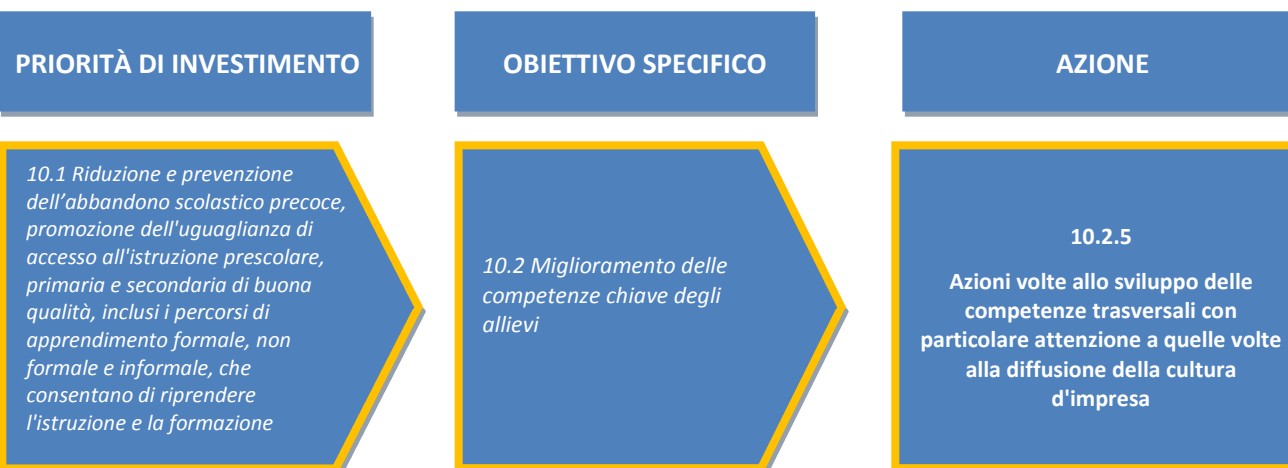 PRIORITÀ DI INVESTIMENTO
OBIETTIVO SPECIFICO
AZIONE
10.1 Riduzione e prevenzione
dell’abbandono scolastico precoce,
promozione dell'uguaglianza di
accesso all'istruzione prescolare,
primaria e secondaria di buona
qualità, inclusi i percorsi di
apprendimento formale, non
formale e informale, che
consentano di riprendere
l'istruzione e la formazione
10.2 Miglioramento delle
competenze chiave degli
allievi
10.2.5
Azioni volte allo sviluppo delle
competenze trasversali con
particolare attenzione a quelle volte
alla diffusione della cultura
d'impresa